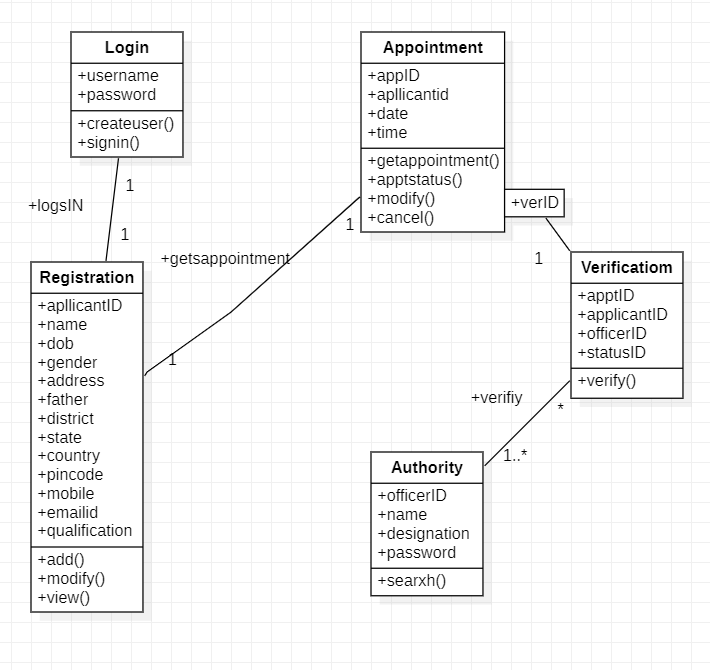 Login
+username
+password
+createuser()
+signin()
1
+logsIN
1
Registration
+apllicantID
+name
+dob
+gender
+address
+father
+district
+state
+country
+pincode
+mobile
+emailid
+qualification
+add()
+modify()
+view()
+getsappointment
1
1
Appointment
+appID
+apllicantid
+date
+time
+getappointment()
+apptstatus()
+modify()
+cancel()
+verID
1
Verificatiom
+apptID
+applicantID
+officerID
+statusID
+verify()
+verifiy
*
1..*
Authority
+officerID
+name
+designation
+password
+searxh()